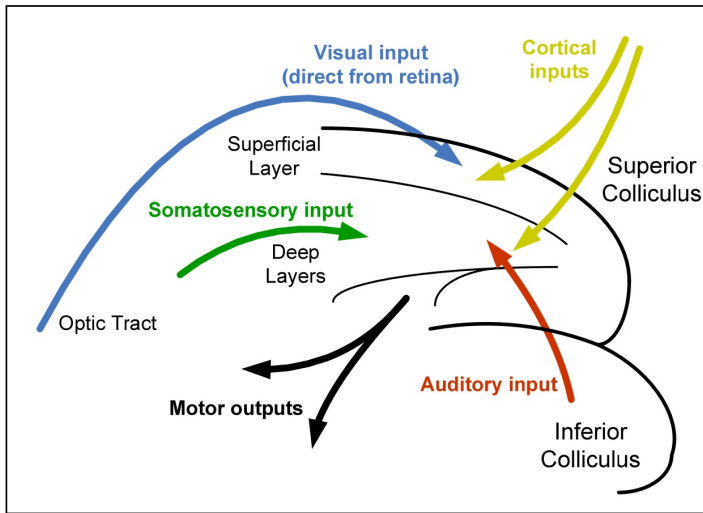 Visual input
(direct from retina)
Cortical
inputs
Superficial
Layer
Superior
Colliculus
Somatosensory input
Deep
Layers
Optic Tract
Auditory input
Motor outputs
Inferior
Colliculus